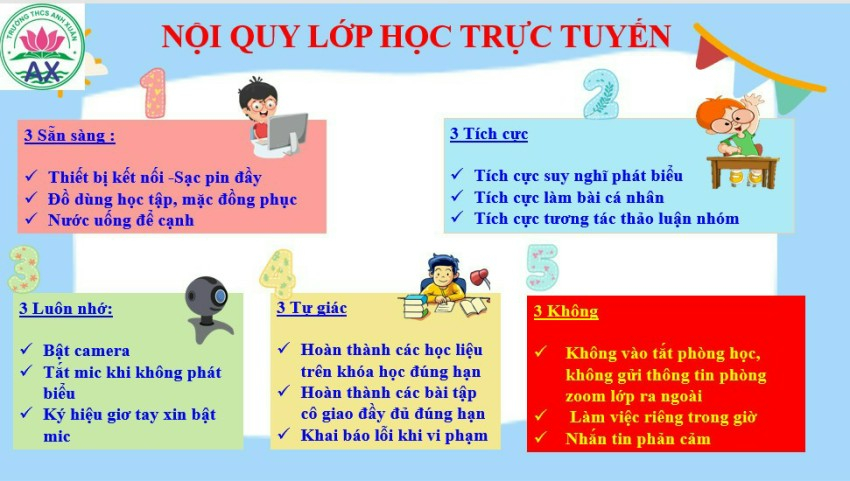 TRƯỜNG THCS ANH XUÂN
AX
NỘI QUY LỚP HỌC TRỰC TUYẾN
1
3 Sẵn sàng :
✓ Thiết bị kết nối -Sạc pin đầy
✓ Đồ dùng học tập, mặc đồng phục
✓ Nước uống để cạnh
2
3 Tích cực
✓ Tích cực suy nghĩ phát biểu
✓ Tích cực làm bài cá nhân
✓ Tích cực tương tác thảo luận nhóm
3
3 Luôn nhớ:
✓ Bật camera
✓ Tắt mic khi không phát
biểu
✓ Ký hiệu giơ tay xin bật
mic
4
3 Tự giác
✓ Hoàn thành các học liệu
trên khóa học đúng hạn
✓ Hoàn thành các bài tập
cô giao đầy đủ đúng hạn
✓ Khai báo lỗi khi vi phạm
5
3 Không
✓ Không vào tắt phòng học,
không gửi thông tin phòng
zoom lớp ra ngoài
✓ Làm việc riêng trong giờ
✓ Nhắn tin phản cảm